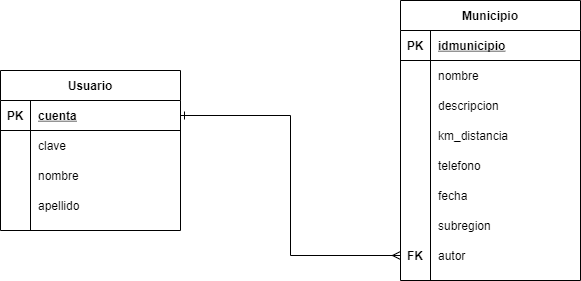 Usuario
PK cuenta
clave
nombre
apellido
Municipio
PK idmunicipio
nombre
descripcion
km_distancia
telefono
fecha
subregion
FK autor